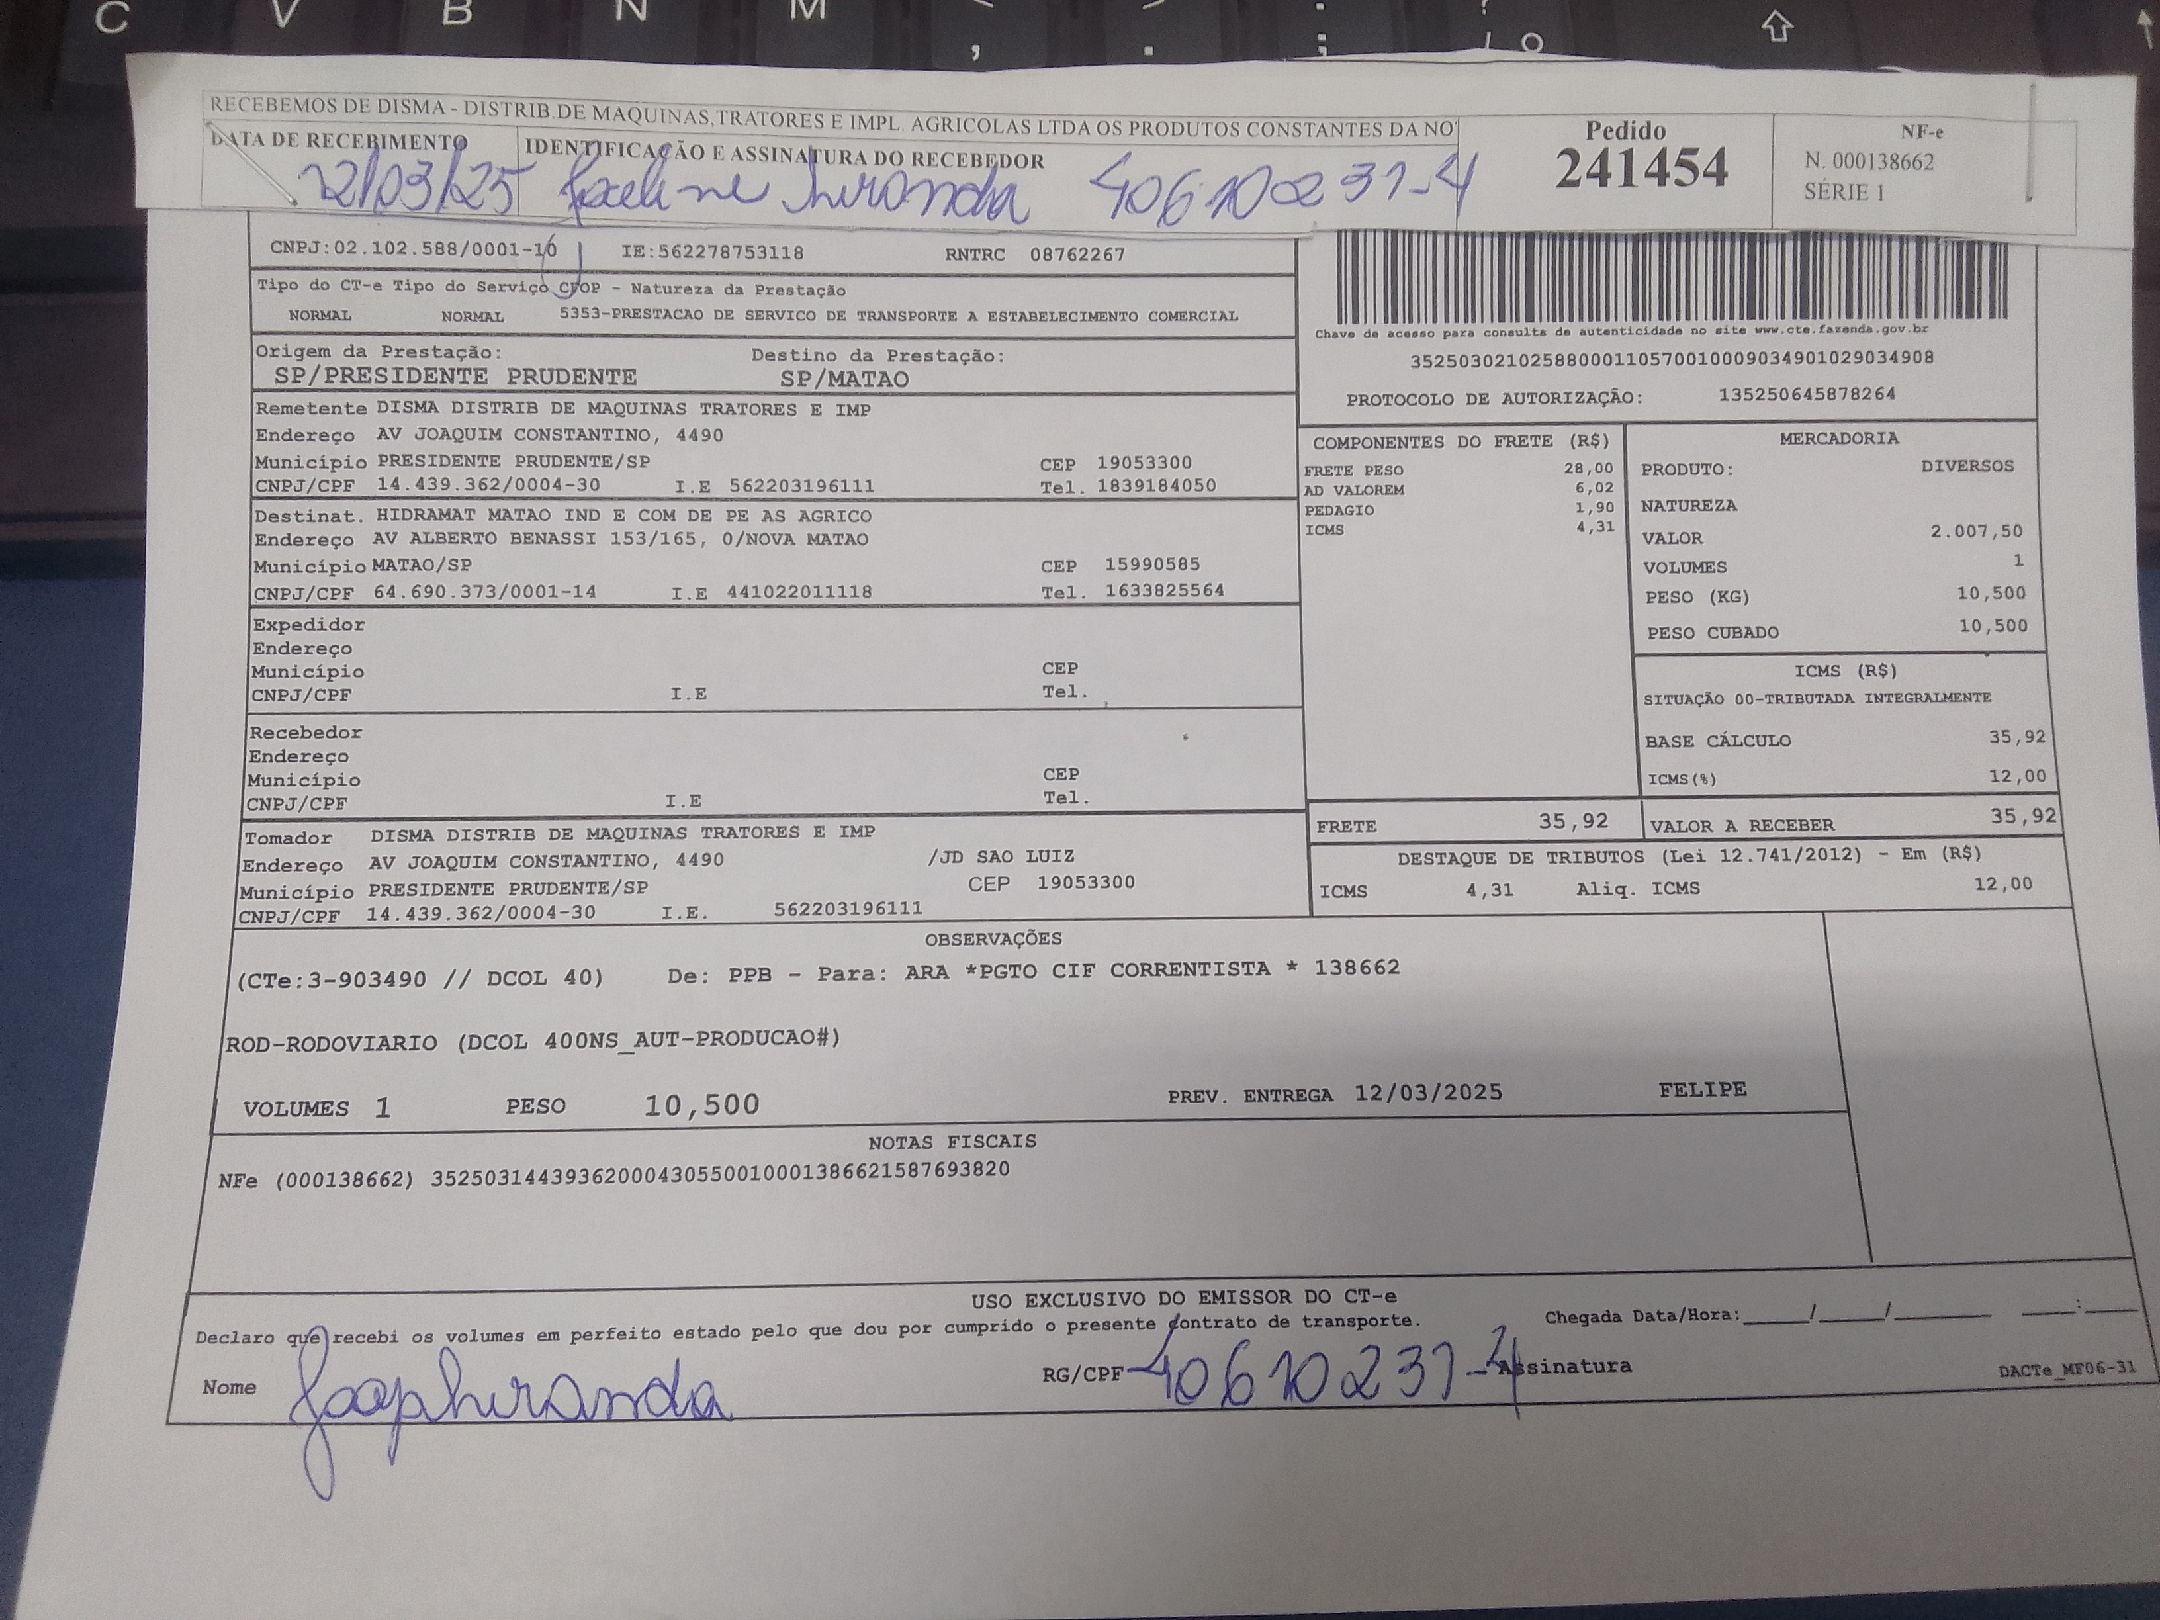 C V B N M , . ; : ? /
RECEBEMOS DE DISMA - DISTRIB.DE MAQUINAS,TRATORES E IMPL. AGRICOLAS LTDA OS PRODUTOS CONSTANTES DA NO
DATA DE RECEBIMENTO IDENTIFICAÇÃO E ASSINATURA DO RECEBEDOR
12/03/25 Joceline Miranda 40610231-4
Pedido
241454
NF-e
N. 000138662
SÉRIE 1
CNPJ:02.102.588/0001-10 IE:562278753118 RNTRC 08762267
Tipo do CT-e Tipo do Serviço CFOP - Natureza da Prestação
NORMAL NORMAL 5353-PRESTACAO DE SERVICO DE TRANSPORTE A ESTABELECIMENTO COMERCIAL
Chave de acesso para consulta de autenticidade no site www.cte.fazenda.gov.br
35250302102588000110570010009034901029034908
PROTOCOLO DE AUTORIZAÇÃO: 135250645878264
Origem da Prestação: Destino da Prestação:
SP/PRESIDENTE PRUDENTE SP/MATAO
Remetente DISMA DISTRIB DE MAQUINAS TRATORES E IMP
Endereço AV JOAQUIM CONSTANTINO, 4490
Município PRESIDENTE PRUDENTE/SP CEP 19053300
CNPJ/CPF 14.439.362/0004-30 I.E 562203196111 Tel. 1839184050
Destinat. HIDRAMAT MATAO IND E COM DE PE AS AGRICO
Endereço AV ALBERTO BENASSI 153/165, 0/NOVA MATAO
Município MATAO/SP CEP 15990585
CNPJ/CPF 64.690.373/0001-14 I.E 441022011118 Tel. 1633825564
Expedidor
Endereço
Município CEP
CNPJ/CPF I.E Tel.
Recebedor
Endereço
Município CEP
CNPJ/CPF I.E Tel.
Tomador DISMA DISTRIB DE MAQUINAS TRATORES E IMP
Endereço AV JOAQUIM CONSTANTINO, 4490 /JD SAO LUIZ
Município PRESIDENTE PRUDENTE/SP CEP 19053300
CNPJ/CPF 14.439.362/0004-30 I.E. 562203196111
COMPONENTES DO FRETE (R$)
FRETE PESO 28,00
AD VALOREM 6,02
PEDAGIO 1,90
ICMS 4,31
MERCADORIA
PRODUTO: DIVERSOS
NATUREZA
VALOR 2.007,50
VOLUMES 1
PESO (KG) 10,500
PESO CUBADO 10,500
ICMS (R$)
SITUAÇÃO 00-TRIBUTADA INTEGRALMENTE
BASE CÁLCULO 35,92
ICMS(%) 12,00
FRETE 35,92 VALOR A RECEBER 35,92
DESTAQUE DE TRIBUTOS (Lei 12.741/2012) - Em (R$)
ICMS 4,31 Aliq. ICMS 12,00
OBSERVAÇÕES
(CTe:3-903490 // DCOL 40) De: PPB - Para: ARA *PGTO CIF CORRENTISTA * 138662
ROD-RODOVIARIO (DCOL 400NS_AUT-PRODUCAO#)
VOLUMES 1 PESO 10,500 PREV. ENTREGA 12/03/2025 FELIPE
NOTAS FISCAIS
NFe (000138662) 35250314439362000430550010001386621587693820
USO EXCLUSIVO DO EMISSOR DO CT-e
Declaro que recebi os volumes em perfeito estado pelo que dou por cumprido o presente contrato de transporte. Chegada Data/Hora:_____/_____/_______ ____:____
Nome RG/CPF 40610231-4 Assinatura DACTe_MF06-31